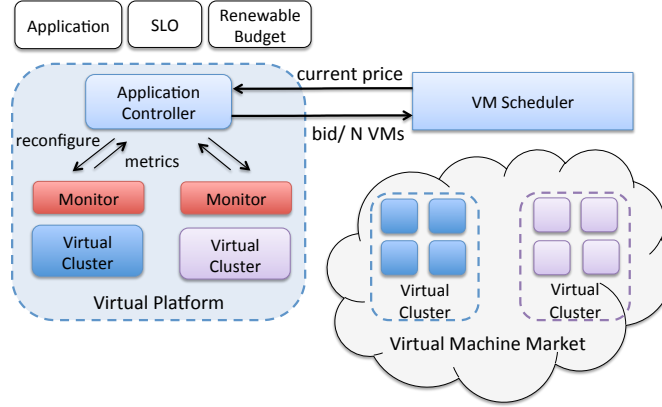 Application
SLO
Renewable
Budget
Application
Controller
current price
bid/ N VMs
VM Scheduler
reconfigure
metrics
Monitor
Monitor
Virtual
Cluster
Virtual
Cluster
Virtual Platform
Virtual
Cluster
Virtual
Cluster
Virtual Machine Market